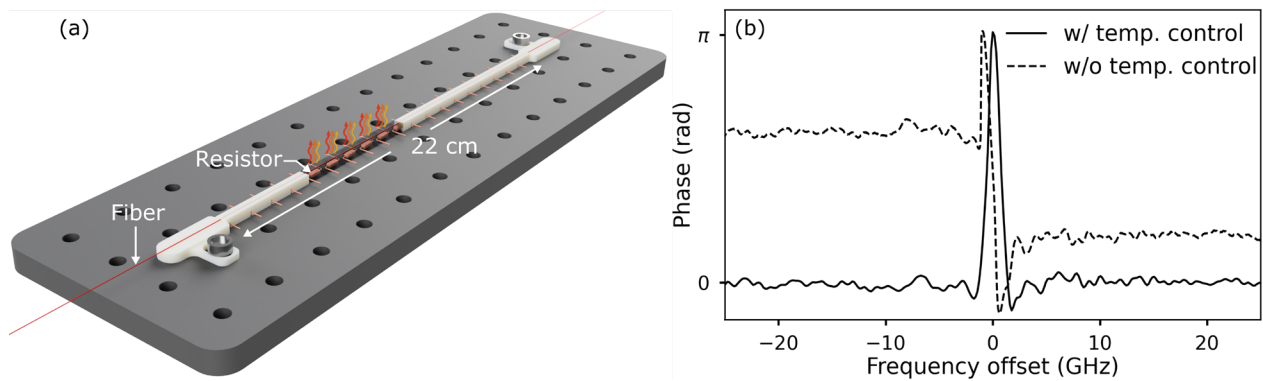 (a)
Resistor
22 cm
Fiber
(b)
w/ temp. control
w/o temp. control
π
0
Phase (rad)
−20 −10 0 10 20
Frequency offset (GHz)